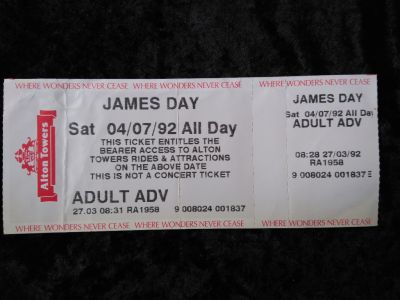 WHERE WONDERS NEVER CEASE WHERE WONDERS NEVER CEASE WHERE WONDERS NEVER CEASE
Alton Towers
JAMES DAY
Sat 04/07/92 All Day
THIS TICKET ENTITLES THE
BEARER ACCESS TO ALTON
TOWERS RIDES & ATTRACTIONS
ON THE ABOVE DATE
THIS IS NOT A CONCERT TICKET
ADULT ADV
27.03 08:31 RA1958 9 008024 001837
JAMES DAY
Sat 04/07/92 All Da
ADULT ADV
08:28 27/03/92
RA1958
9 008024 001837
WHERE WONDERS NEVER CEASE WHERE WONDERS NEVER CEASE WHERE WONDERS NEVER CEASE